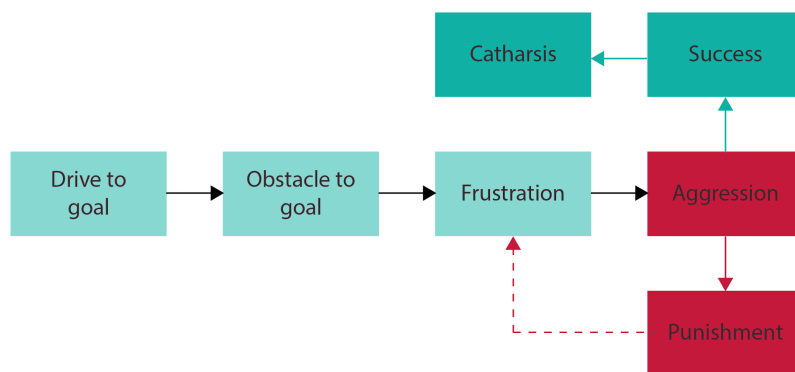 Catharsis
Success
Drive to
goal
Obstacle to
goal
Frustration
Aggression
Punishment